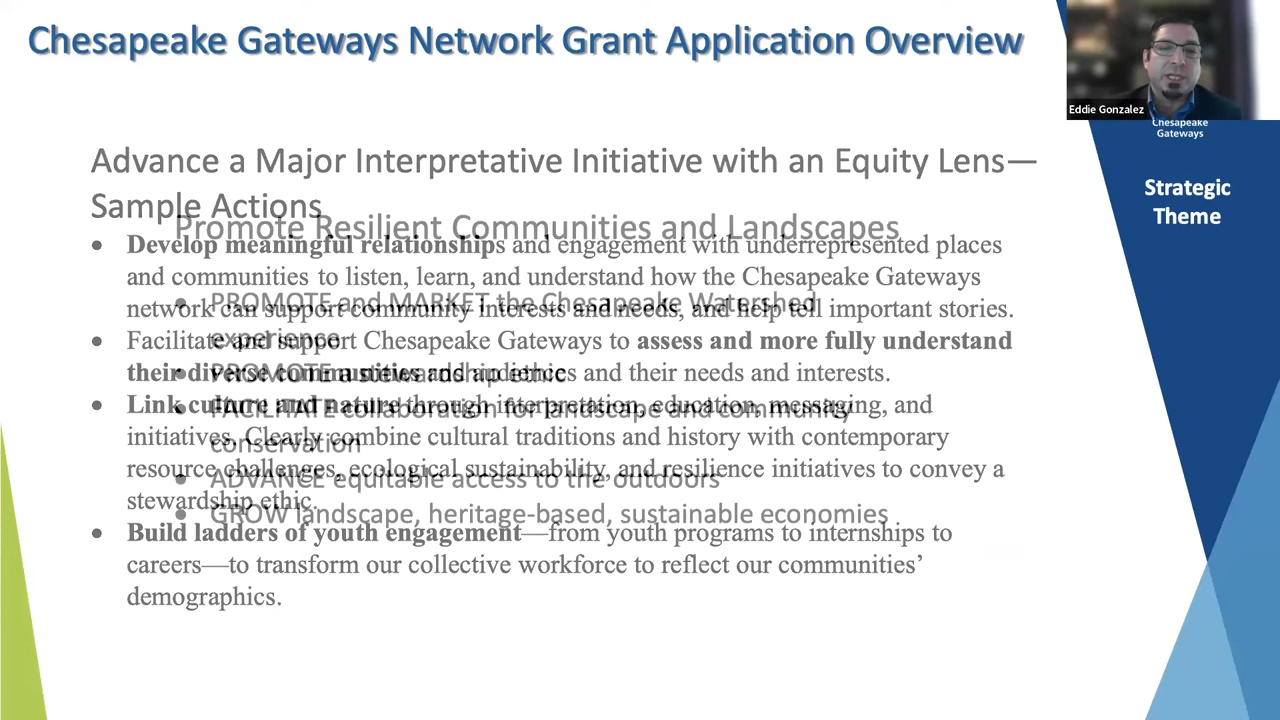 Chesapeake Gateways Network Grant Application Overview
Eddie Gonzalez
Chesapeake
Gateways
Strategic
Theme
Advance a Major Interpretative Initiative with an Equity Lens—
Sample Actions
• Develop meaningful relationships and engagement with underrepresented places
and communities to listen, learn, and understand how the Chesapeake Gateways
network can support community interests and needs, and help tell important stories.
• Facilitate and support Chesapeake Gateways to assess and more fully understand
their diverse communities and audiences and their needs and interests.
• Link culture and nature through interpretation, education, messaging, and
initiatives. Clearly combine cultural traditions and history with contemporary
resource challenges, ecological sustainability, and resilience initiatives to convey a
stewardship ethic.
• Build ladders of youth engagement—from youth programs to internships to
careers—to transform our collective workforce to reflect our communities’
demographics.
Promote Resilient Communities and Landscapes
• PROMOTE and MARKET the Chesapeake Watershed
experience
• PROMOTE a stewardship ethic
• FACILITATE collaboration for landscape and community
conservation
• ADVANCE equitable access to the outdoors
• GROW landscape, heritage-based, sustainable economies